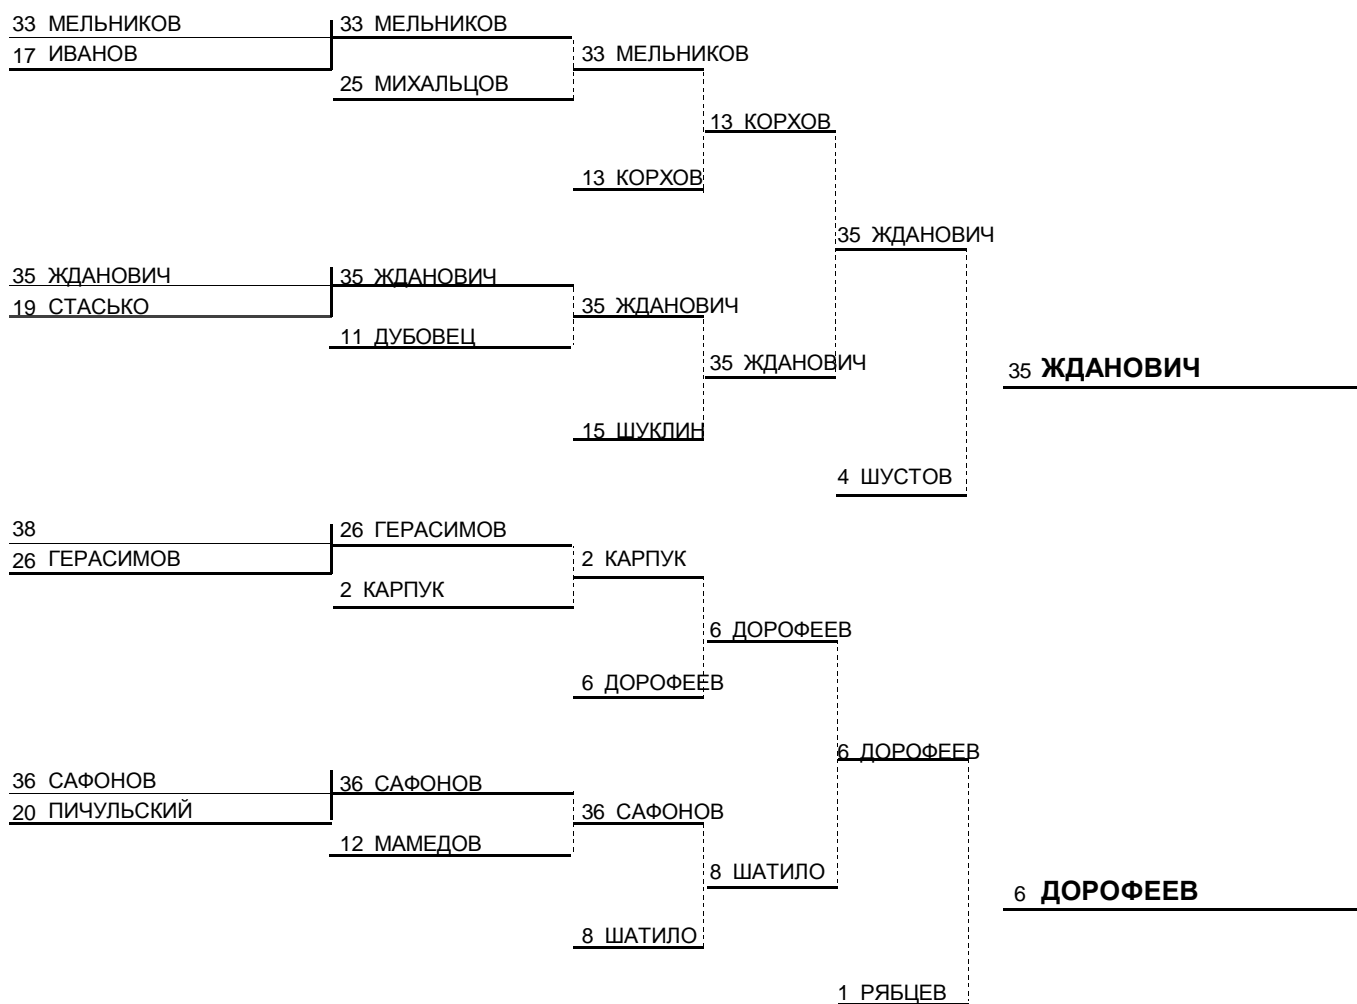 33 МЕЛЬНИКОВ 33 МЕЛЬНИКОВ
17 ИВАНОВ 33 МЕЛЬНИКОВ
25 МИХАЛЬЦОВ
13 КОРХОВ
13 КОРХОВ
35 ЖДАНОВИЧ
35 ЖДАНОВИЧ 35 ЖДАНОВИЧ
19 СТАСЬКО 35 ЖДАНОВИЧ
11 ДУБОВЕЦ
35 ЖДАНОВИЧ 35 ЖДАНОВИЧ
15 ШУКЛИН
4 ШУСТОВ
38 26 ГЕРАСИМОВ
26 ГЕРАСИМОВ 2 КАРПУК
2 КАРПУК
6 ДОРОФЕЕВ
6 ДОРОФЕЕВ
6 ДОРОФЕЕВ
36 САФОНОВ 36 САФОНОВ
20 ПИЧУЛЬСКИЙ 36 САФОНОВ
12 МАМЕДОВ
8 ШАТИЛО 6 ДОРОФЕЕВ
8 ШАТИЛО
1 РЯБЦЕВ